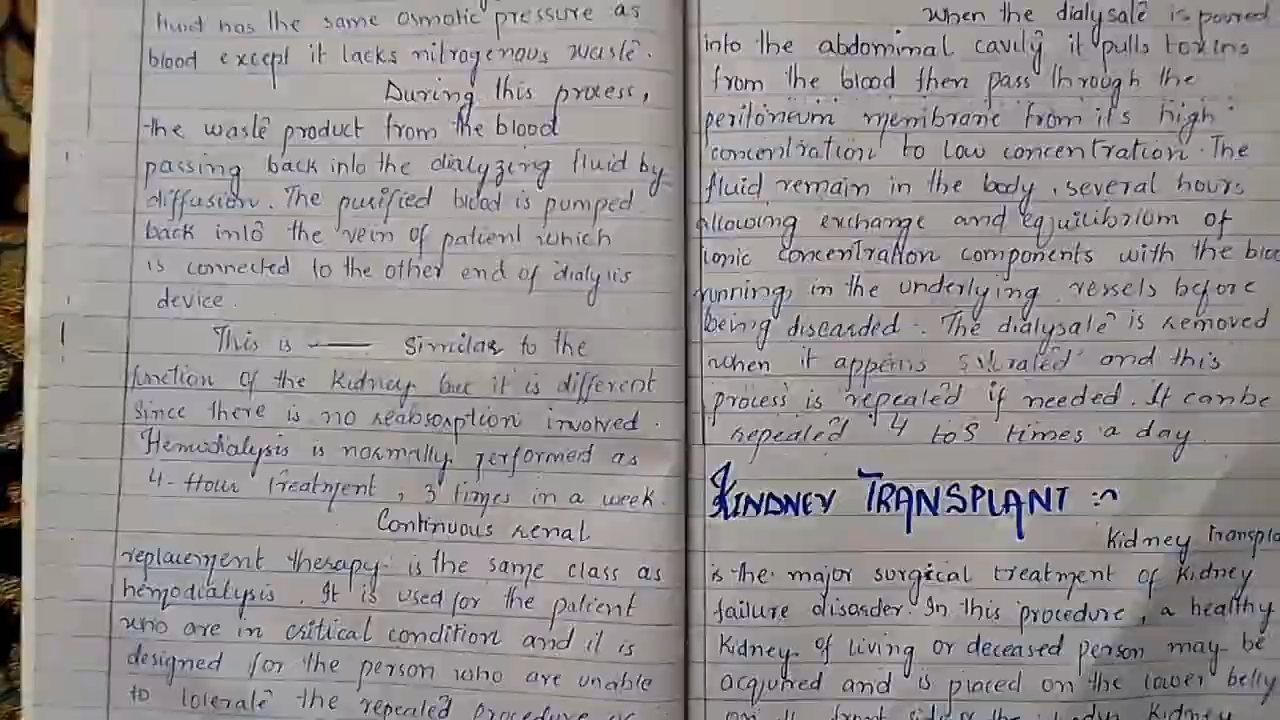 fluid has the same osmotic pressure as
blood except it lacks nitrogenous waste.
During this process,
the waste product from the blood
passing back into the dialyzing fluid by
diffusion. The purified blood is pumped
back into the vein of patient which
is connected to the other end of dialysis
device.
This is —— similar to the
function of the kidney but it is different
since there is no reabsorption involved.
Hemodialysis is normally performed as
4-Hour treatment, 3 times in a week.
Continuous renal
replacement therapy is the same class as
hemodialysis. It is used for the patient
who are in critical condition and it is
designed for the person who are unable
to tolerate the repeated procedure
When the dialysate is poured
into the abdominal cavity it pulls toxins
from the blood then pass through the
peritoneum membrane from it's high
concentration to low concentration. The
fluid remain in the body, several hours
allowing exchange and equilibrium of
ionic concentration components with the
running in the underlying vessels before
being discarded. The dialysate is removed
when it and this
process is repeated if needed. It can be
repeated 4 to 5 times a day
KINDNEY TRANSPLANT :~
Kidney
is the major surgical treatment of kidney
failure disorder. In this procedure, a healthy
kidney of living or deceased person may be
acquired and is placed on the lower belly
Kidney